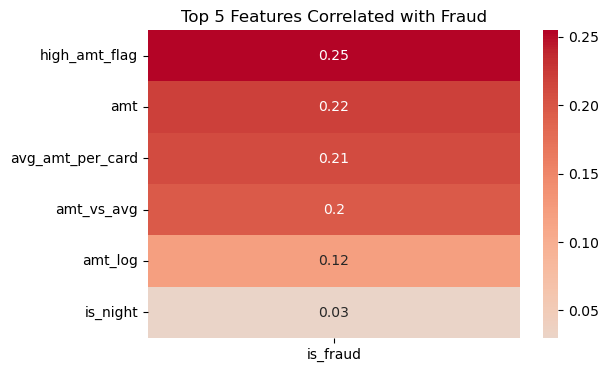 Top 5 Features Correlated with Fraud
high_amt_flag 0.25
amt 0.22
avg_amt_per_card 0.21
amt_vs_avg 0.2
amt_log 0.12
is_night 0.03
is_fraud
0.25
0.20
0.15
0.10
0.05